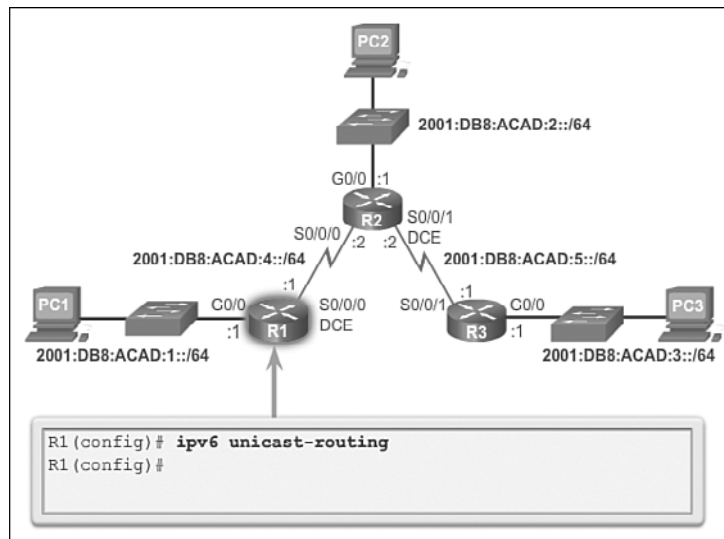 PC2
2001:DB8:ACAD:2::/64
G0/0 :1
R2
S0/0/0 S0/0/1
:2 :2 DCE
2001:DB8:ACAD:4::/64 2001:DB8:ACAD:5::/64
:1 :1
PC1 G0/0 S0/0/0 S0/0/1 G0/0 PC3
:1 R1 DCE R3 :1
2001:DB8:ACAD:1::/64 2001:DB8:ACAD:3::/64
R1(config)# ipv6 unicast-routing
R1(config)#